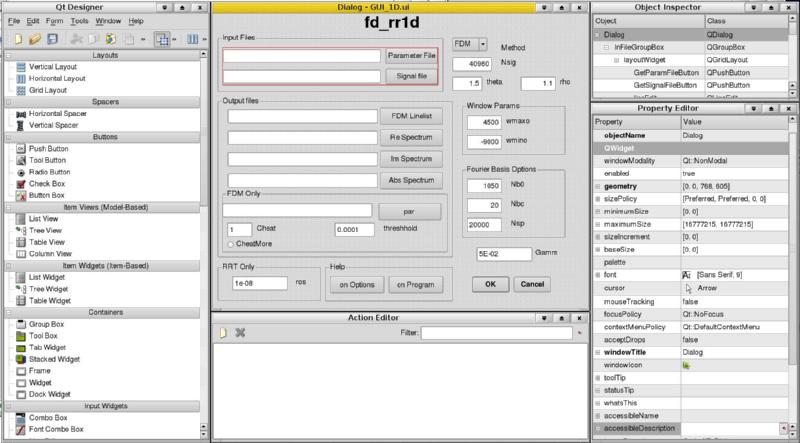 Qt Designer
File Edit Form Tools Window Help
Layouts
Vertical Layout
Horizontal Layout
Grid Layout
Spacers
Horizontal Spacer
Vertical Spacer
Buttons
Push Button
Tool Button
Radio Button
Check Box
Button Box
Item Views (Model-Based)
List View
Tree View
Table View
Column View
Item Widgets (Item-Based)
List Widget
Tree Widget
Table Widget
Containers
Group Box
Tool Box
Tab Widget
Stacked Widget
Frame
Widget
Dock Widget
Input Widgets
Combo Box
Font Combo Box
Dialog - GUI_1D.ui
fd_rr1d
Input Files
Parameter File
Signal file
FDM
Method
40960 Nsig
1.5 theta 1.1 rho
Output files
FDM Linelist
Re Spectrum
Im Spectrum
Abs Spectrum
Window Params
4500 wmaxo
-9000 wmino
Fourier Basis Options
1050 Nb0
20 Nbc
20000 Nsp
FDM Only
par
1 Cheat 0.0001 threshhold
CheatMore
5E-02 Gamm
RRT Only
1e-08 ros
Help
on Options on Program
OK Cancel
Action Editor
Filter:
Object Inspector
Object Class
Dialog QDialog
InFileGroupBox QGroupBox
layoutWidget QGridLayout
GetParamFileButton QPushButton
GetSignalFileButton QPushButton
Property Editor
Property Value
objectName Dialog
QWidget
windowModality Qt::NonModal
enabled true
geometry [0, 0, 768, 605]
sizePolicy [Preferred, Preferred, 0, 0]
minimumSize [0, 0]
maximumSize [16777215, 16777215]
sizeIncrement [0, 0]
baseSize [0, 0]
palette
font [Sans Serif, 9]
cursor Arrow
mouseTracking false
focusPolicy Qt::NoFocus
contextMenuPolicy Qt::DefaultContextMenu
acceptDrops false
windowTitle Dialog
windowIcon
toolTip
statusTip
whatsThis
accessibleName
accessibleDescription